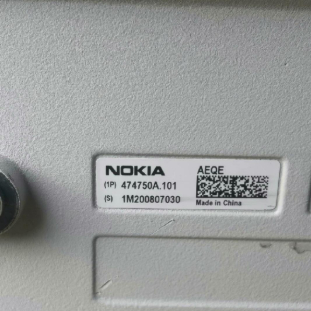 NOKIA AEQE
(1P) 474750A.101
(S) 1M200807030
Made in China